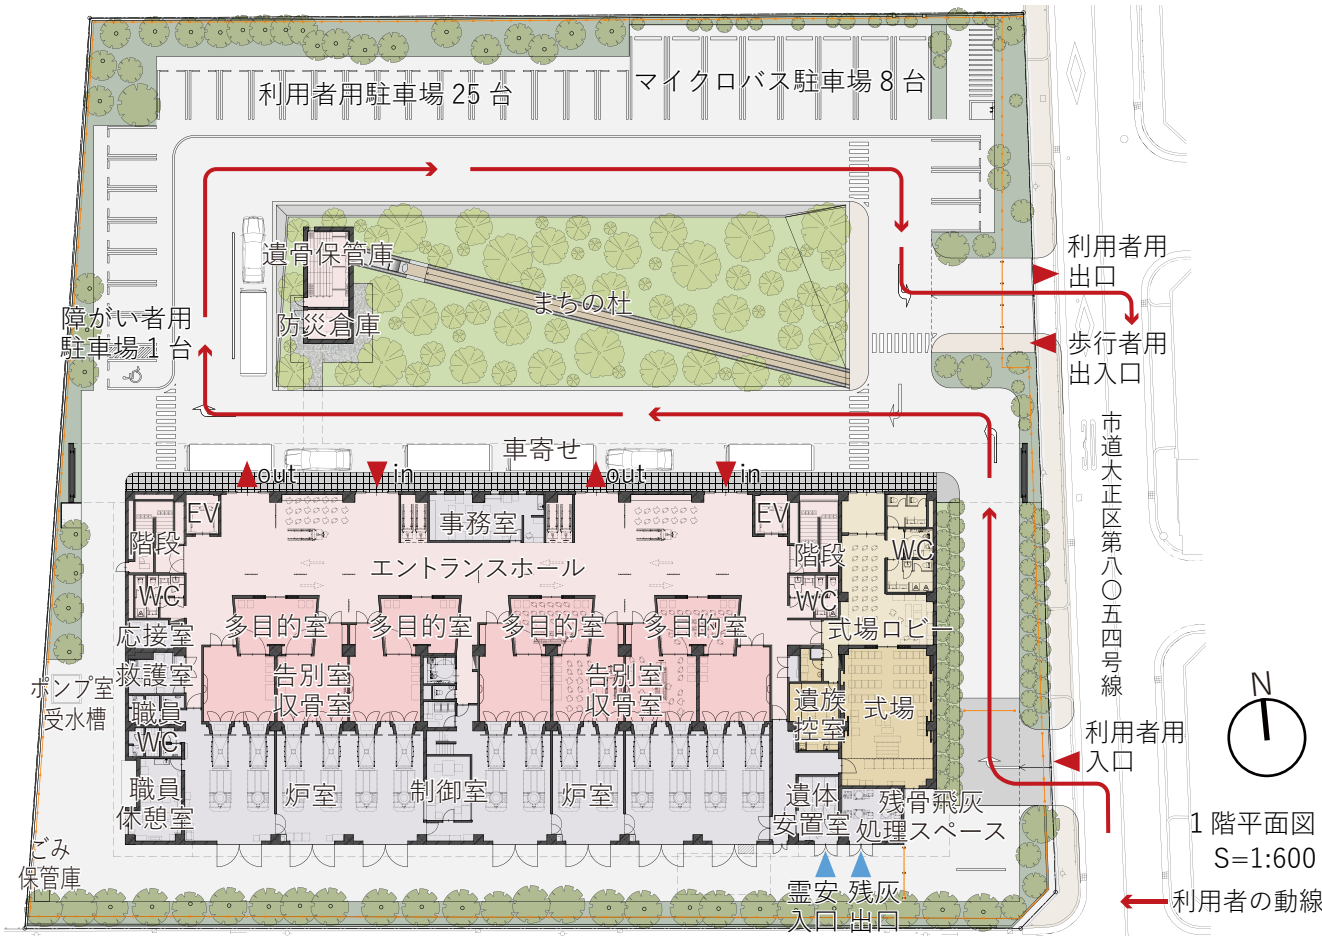 利用者用駐車場 25 台
マイクロバス駐車場 8 台
遺骨保管庫
まちの杜
防災倉庫
障がい者用
駐車場 1 台
利用者用
出口
歩行者用
出入口
市道大正区第八〇五四号線
車寄せ
out
in
out
in
EV
事務室
EV
階段
エントランスホール
階段
WC
WC
WC
応接室
多目的室
多目的室
多目的室
多目的室
式場ロビー
救護室
告別室
収骨室
告別室
収骨室
ポンプ室
受水槽
職員
WC
遺族
控室
式場
利用者用
入口
N
職員
休憩室
炉室
制御室
炉室
遺体
安置室
残骨飛灰
処理スペース
ごみ
保管庫
霊安
入口
残灰
出口
1 階平面図
S=1:600
利用者の動線